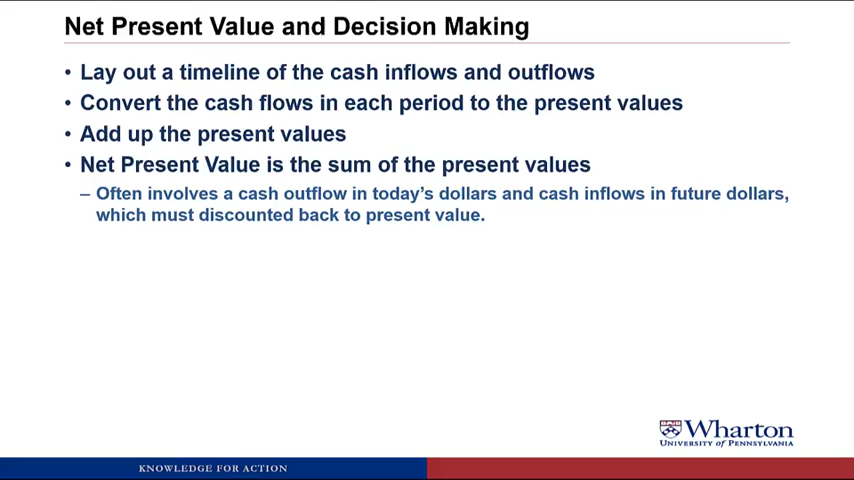 Net Present Value and Decision Making
• Lay out a timeline of the cash inflows and outflows
• Convert the cash flows in each period to the present values
• Add up the present values
• Net Present Value is the sum of the present values
– Often involves a cash outflow in today's dollars and cash inflows in future dollars,
which must discounted back to present value.
Wharton
UNIVERSITY of PENNSYLVANIA
KNOWLEDGE FOR ACTION